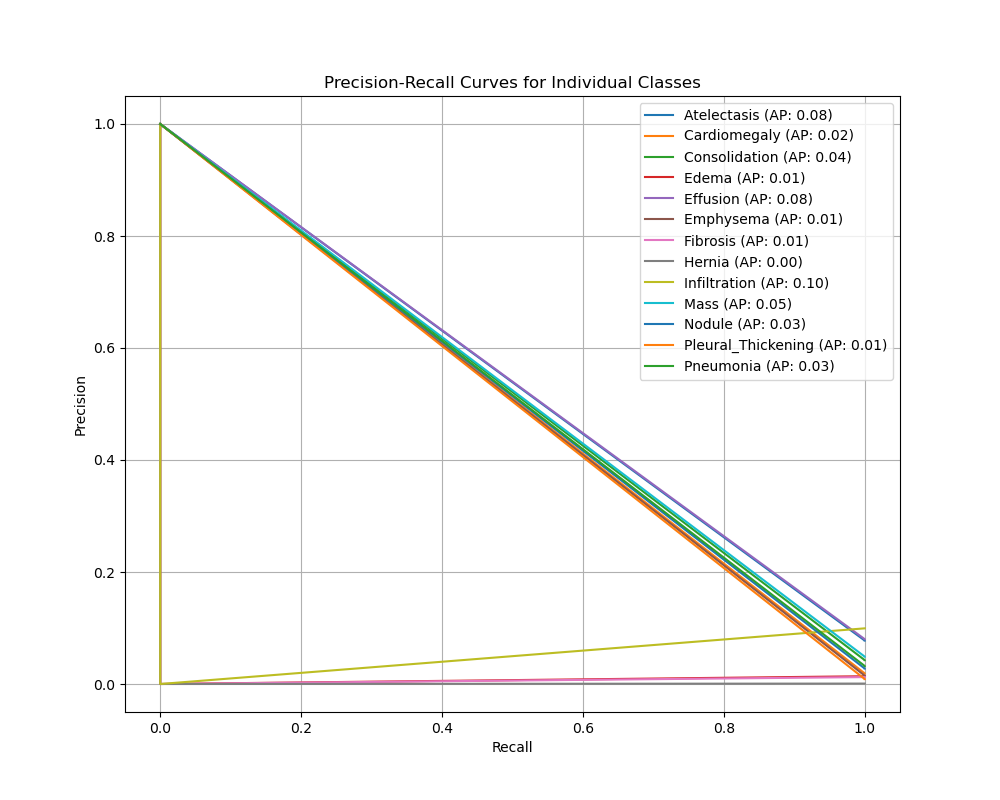 Precision-Recall Curves for Individual Classes
1.0
0.8
0.6
0.4
0.2
0.0
Precision
Atelectasis (AP: 0.08)
Cardiomegaly (AP: 0.02)
Consolidation (AP: 0.04)
Edema (AP: 0.01)
Effusion (AP: 0.08)
Emphysema (AP: 0.01)
Fibrosis (AP: 0.01)
Hernia (AP: 0.00)
Infiltration (AP: 0.10)
Mass (AP: 0.05)
Nodule (AP: 0.03)
Pleural_Thickening (AP: 0.01)
Pneumonia (AP: 0.03)
0.0 0.2 0.4 0.6 0.8 1.0
Recall